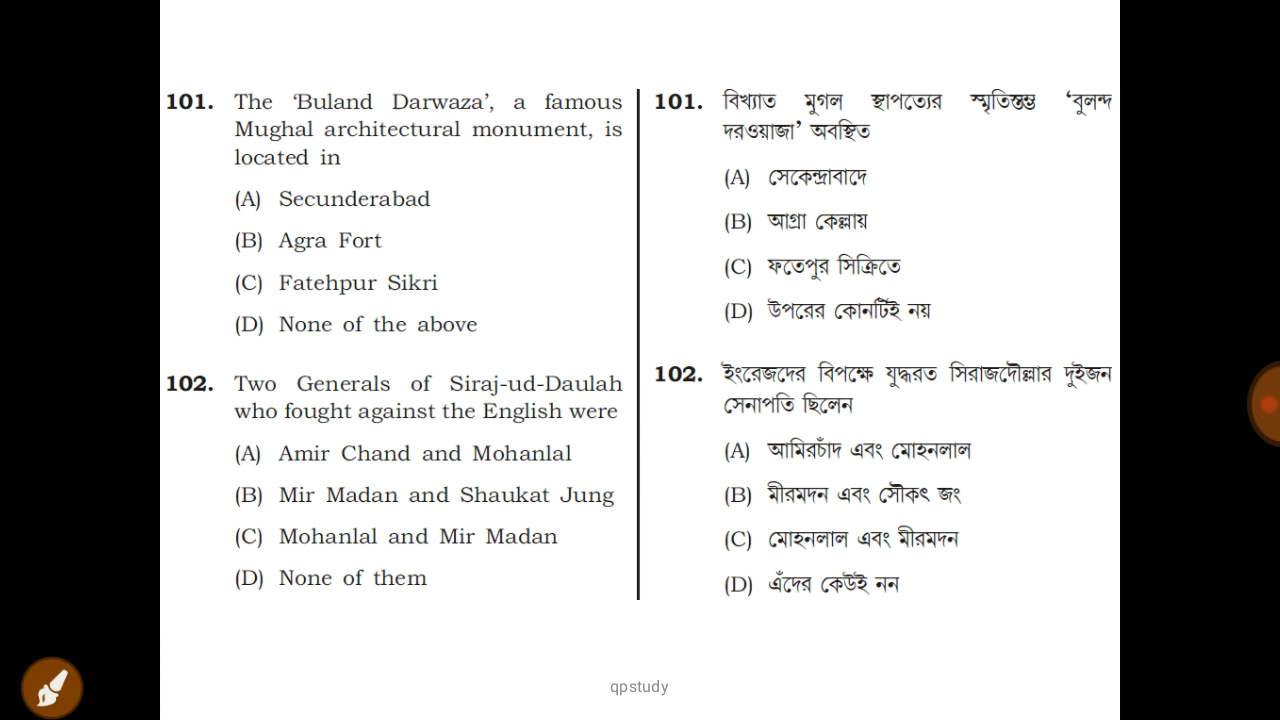 101. The ‘Buland Darwaza’, a famous
Mughal architectural monument, is
located in
(A) Secunderabad
(B) Agra Fort
(C) Fatehpur Sikri
(D) None of the above
102. Two Generals of Siraj-ud-Daulah
who fought against the English were
(A) Amir Chand and Mohanlal
(B) Mir Madan and Shaukat Jung
(C) Mohanlal and Mir Madan
(D) None of them
101. বিখ্যাত মুগল স্থাপত্যের স্মৃতিস্তম্ভ ‘বুলন্দ
দরওয়াজা’ অবস্থিত
(A) সেকেন্দ্রাবাদে
(B) আগ্রা কেল্লায়
(C) ফতেপুর সিক্রিতে
(D) উপরের কোনটিই নয়
102. ইংরেজদের বিপক্ষে যুদ্ধরত সিরাজদৌল্লার দুইজন
সেনাপতি ছিলেন
(A) আমিরচাঁদ এবং মোহনলাল
(B) মীরমদন এবং সৌকৎ জং
(C) মোহনলাল এবং মীরমদন
(D) এঁদের কেউই নন
qpstudy